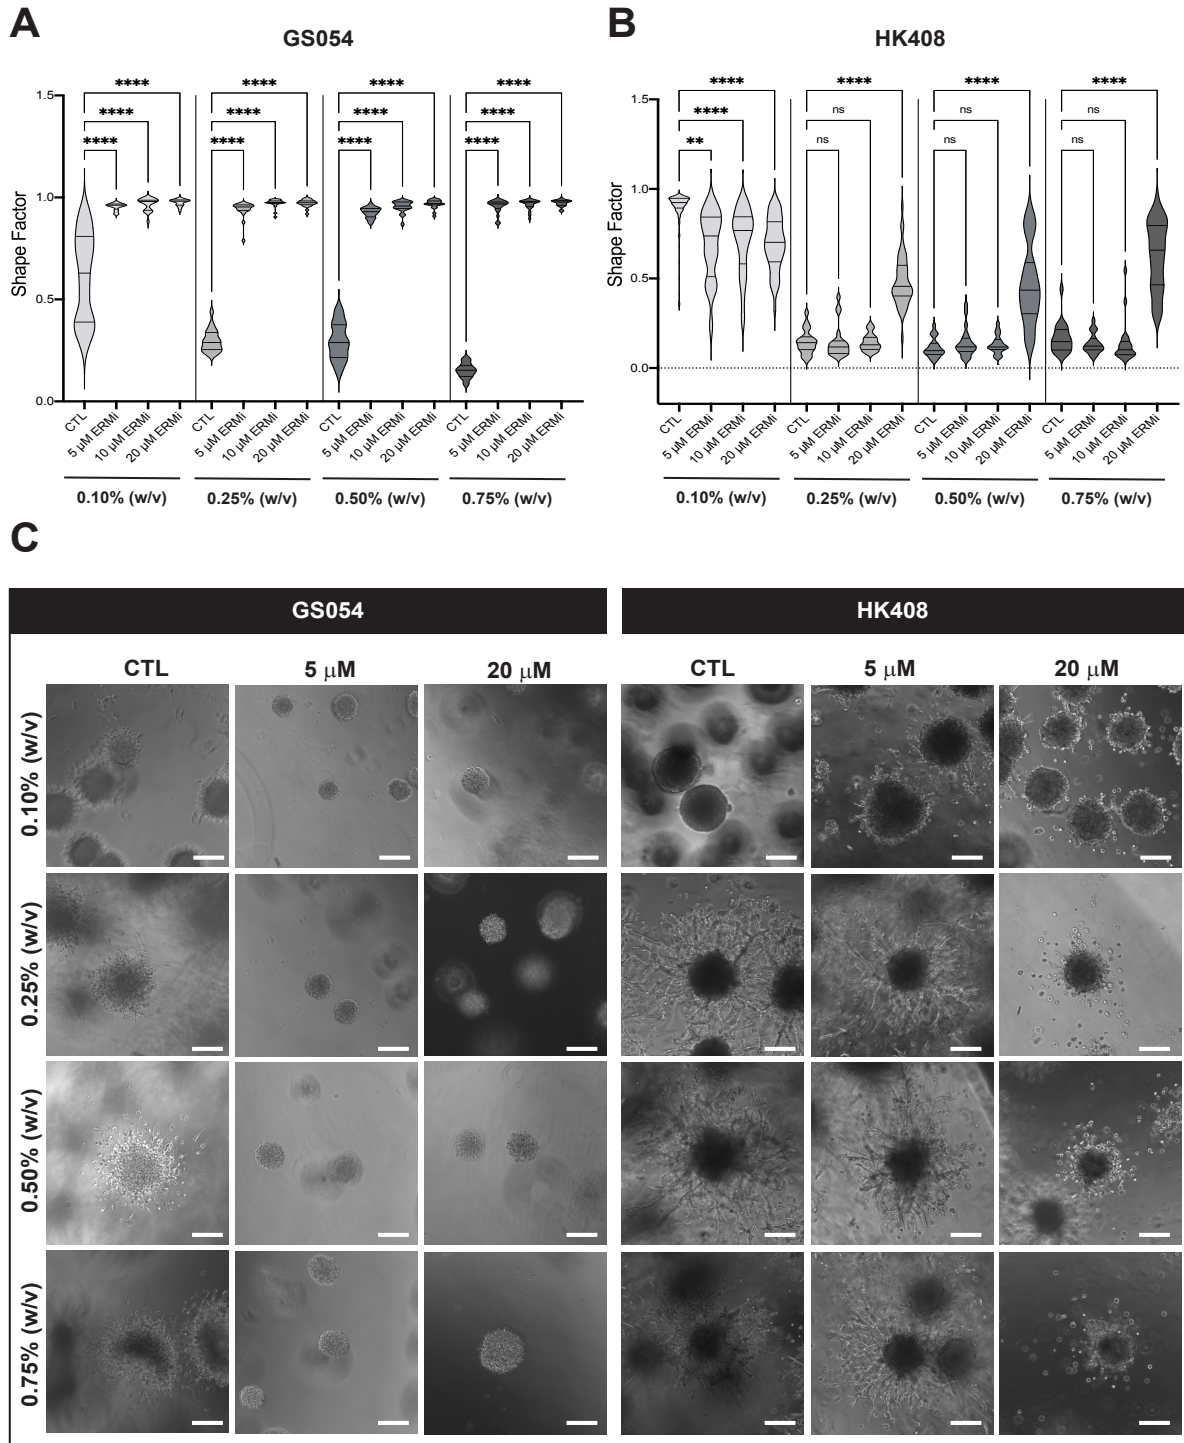 A
GS054
**** **** **** ****
**** **** **** ****
**** **** **** ****
1.5
1.0
0.5
0.0
Shape Factor
CTL 5 μM ERMi 10 μM ERMi 20 μM ERMi CTL 5 μM ERMi 10 μM ERMi 20 μM ERMi CTL 5 μM ERMi 10 μM ERMi 20 μM ERMi CTL 5 μM ERMi 10 μM ERMi 20 μM ERMi
0.10% (w/v) 0.25% (w/v) 0.50% (w/v) 0.75% (w/v)
B
HK408
**** **** **** ****
**** ns ns ns
** ns ns ns
1.5
1.0
0.5
0.0
Shape Factor
CTL 5 μM ERMi 10 μM ERMi 20 μM ERMi CTL 5 μM ERMi 10 μM ERMi 20 μM ERMi CTL 5 μM ERMi 10 μM ERMi 20 μM ERMi CTL 5 μM ERMi 10 μM ERMi 20 μM ERMi
0.10% (w/v) 0.25% (w/v) 0.50% (w/v) 0.75% (w/v)
C
GS054 HK408
CTL 5 μM 20 μM CTL 5 μM 20 μM
0.10% (w/v)
0.25% (w/v)
0.50% (w/v)
0.75% (w/v)